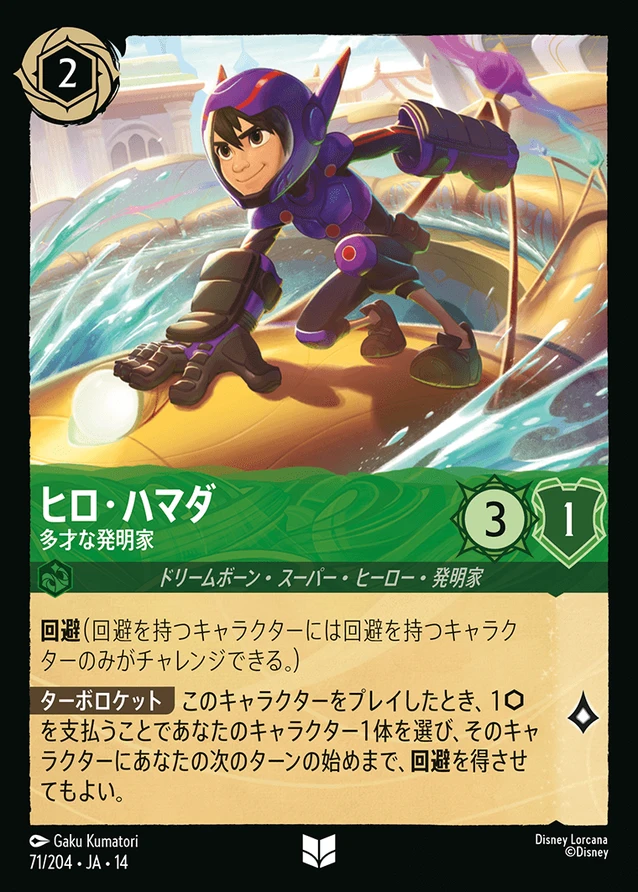 2
ヒロ・ハマダ
多才な発明家
3
1
ドリームボーン・スーパー・ヒーロー・発明家
回避(回避を持つキャラクターには回避を持つキャラク
ターのみがチャレンジできる。)
ターボロケット このキャラクターをプレイしたとき、1⬡
を支払うことであなたのキャラクター1体を選び、そのキャ
ラクターにあなたの次のターンの始めまで、回避を得させ
てもよい。
Gaku Kumatori
71/204・JA・14
Disney Lorcana
©Disney